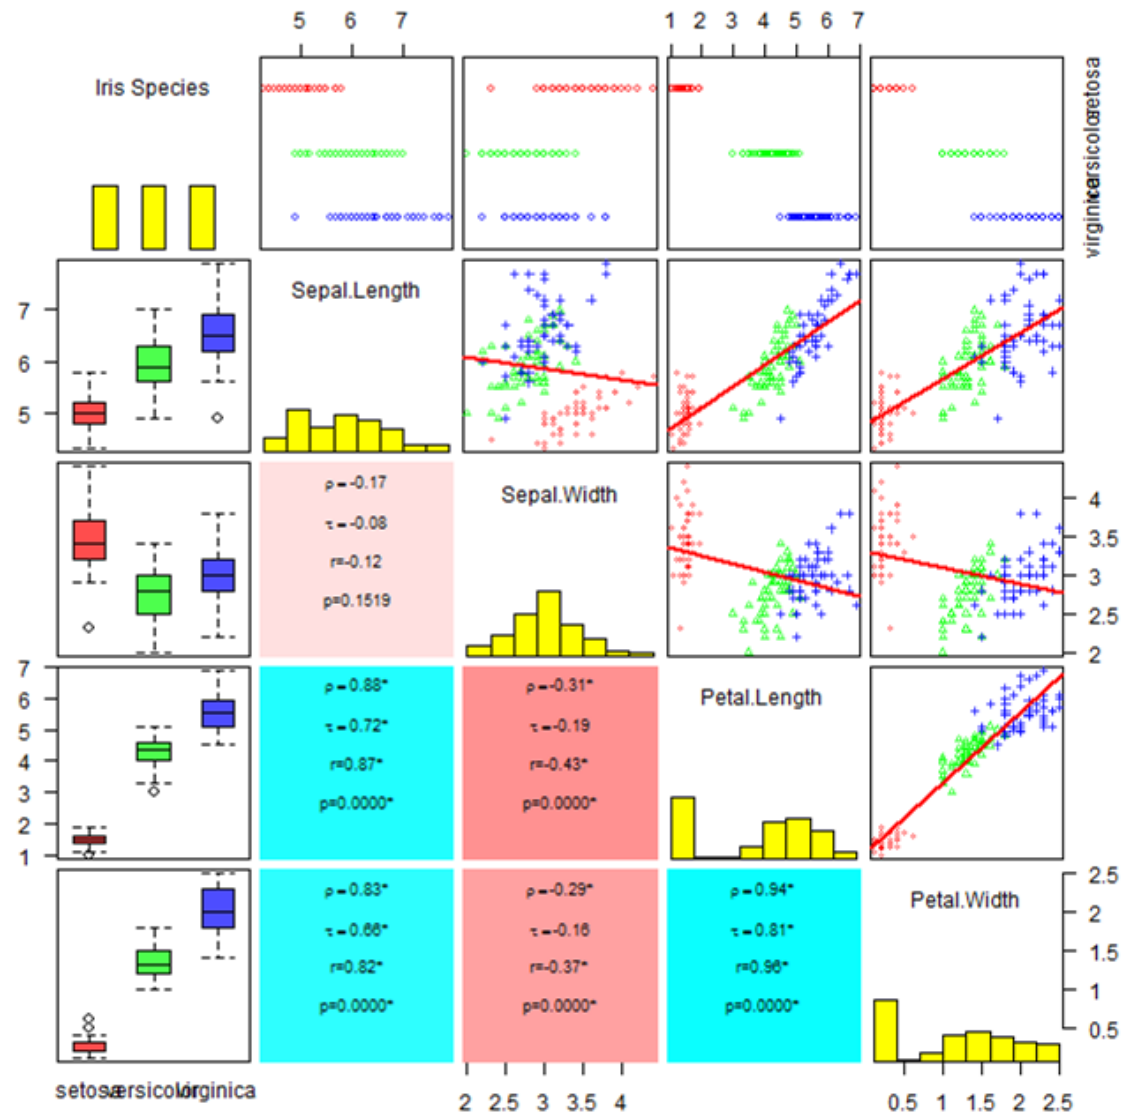 5 6 7 1 2 3 4 5 6 7
Iris Species
setosa
versicolor
virginica
Sepal.Length
7
6
5
ρ = -0.17
τ = -0.08
r=-0.12
p=0.1519
Sepal.Width
4
3.5
3
2.5
2
7
6
5
4
3
2
1
ρ = 0.88*
τ = 0.72*
r=0.87*
p=0.0000*
ρ = -0.31*
τ = -0.19
r=-0.43*
p=0.0000*
Petal.Length
ρ = 0.83*
τ = 0.66*
r=0.82*
p=0.0000*
ρ = -0.29*
τ = -0.16
r=-0.37*
p=0.0000*
ρ = 0.94*
τ = 0.81*
r=0.96*
p=0.0000*
Petal.Width
2.5
2
1.5
1
0.5
setosa versicolor virginica
2 2.5 3 3.5 4 0.5 1 1.5 2 2.5